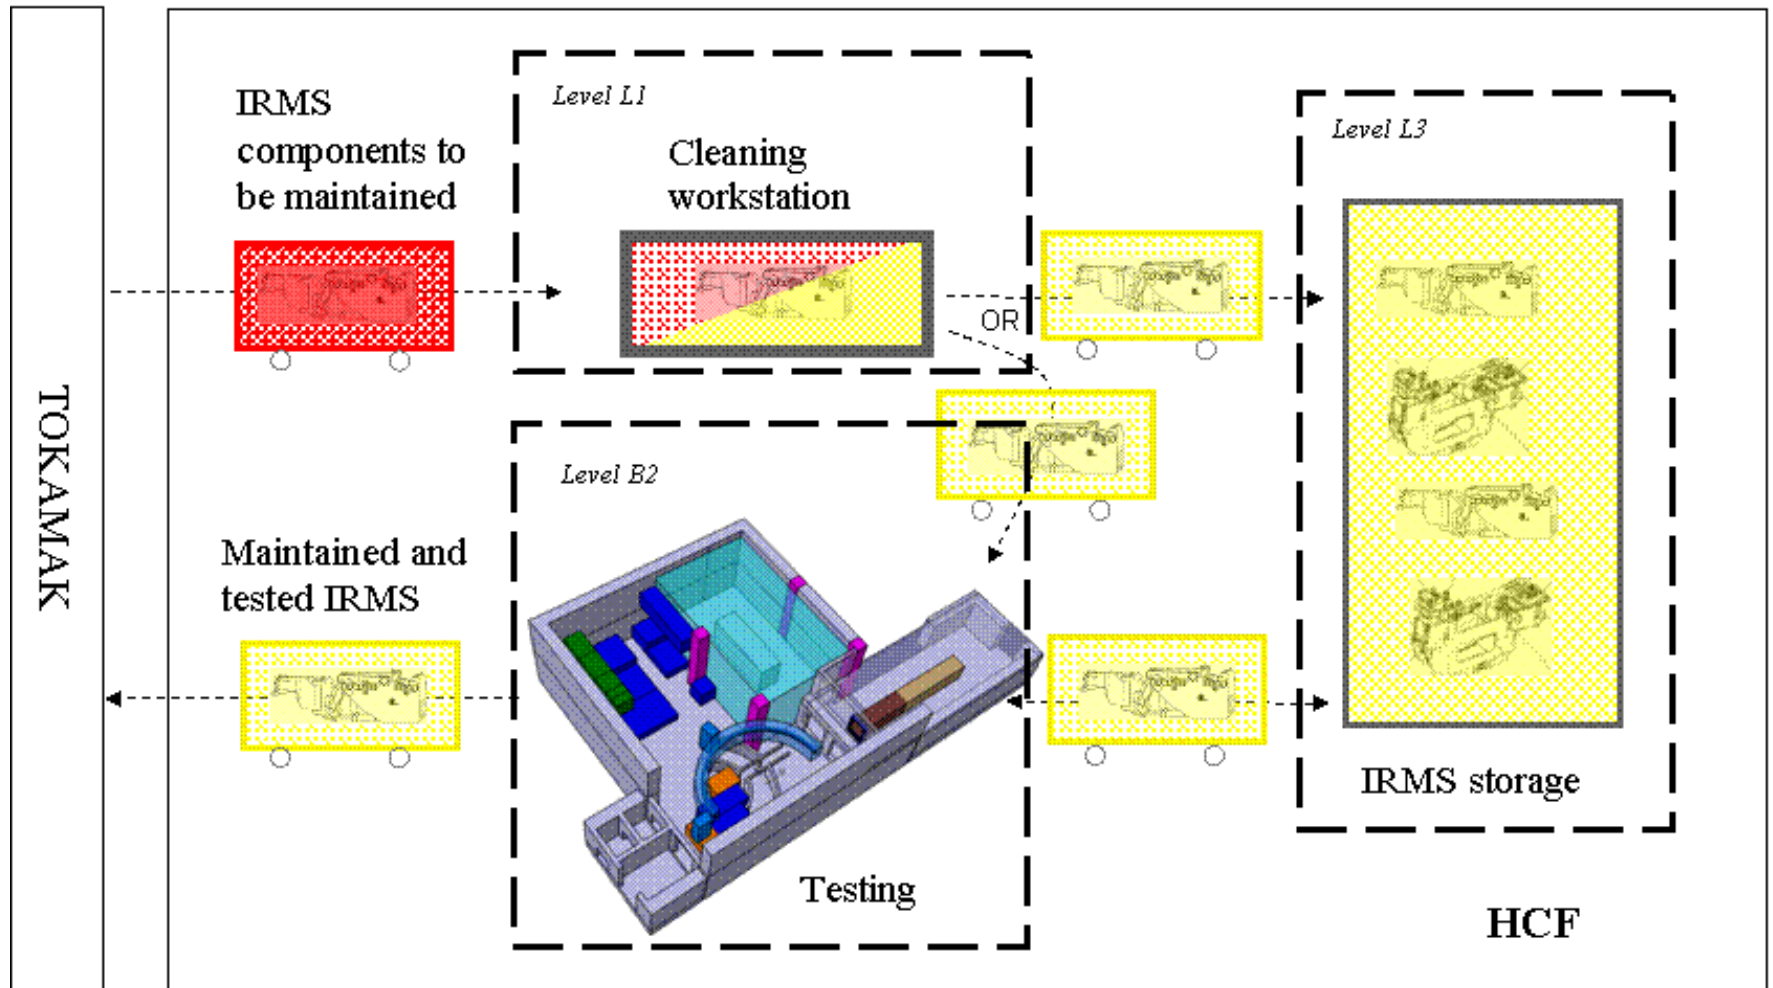 TOKAMAK
IRMS
components to
be maintained
Level L1
Cleaning
workstation
OR
Level L3
IRMS storage
Level B2
Testing
Maintained and
tested IRMS
HCF